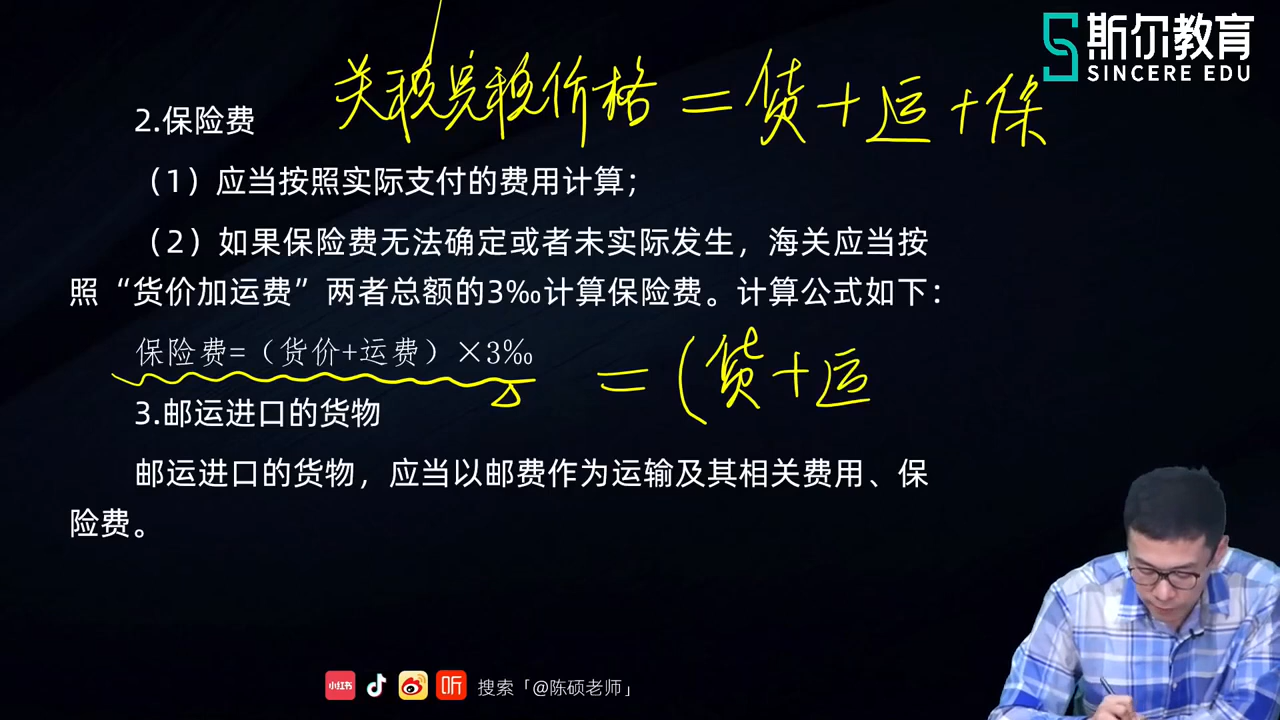 斯尔教育
SINCERE EDU
关税完税价格=货+运+保
2.保险费
（1）应当按照实际支付的费用计算；
（2）如果保险费无法确定或者未实际发生，海关应当按
照“货价加运费”两者总额的3‰计算保险费。计算公式如下：
保险费=（货价+运费）×3‰
=(货+运
3.邮运进口的货物
邮运进口的货物，应当以邮费作为运输及其相关费用、保
险费。
小红书
听
搜索「@陈硕老师」